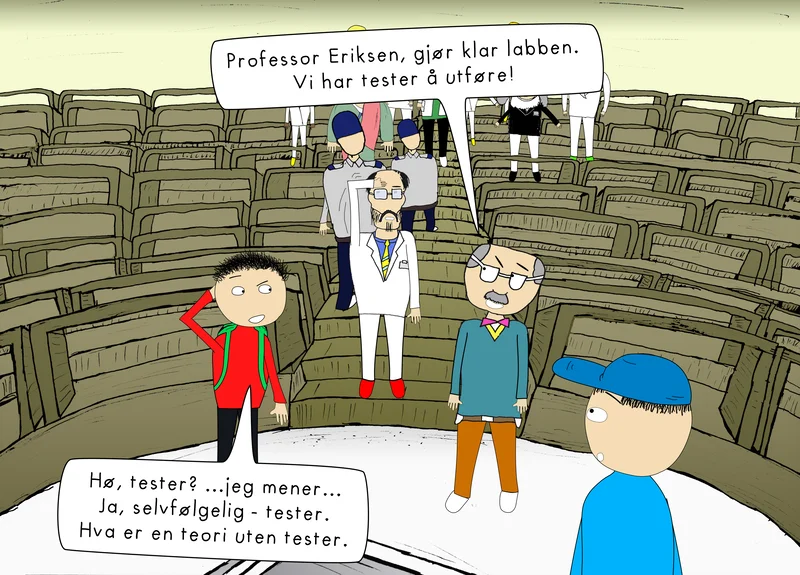 Professor Eriksen, gjør klar labben.
Vi har tester å utføre!
Hø, tester? ...jeg mener...
Ja, selvfølgelig - tester.
Hva er en teori uten tester.